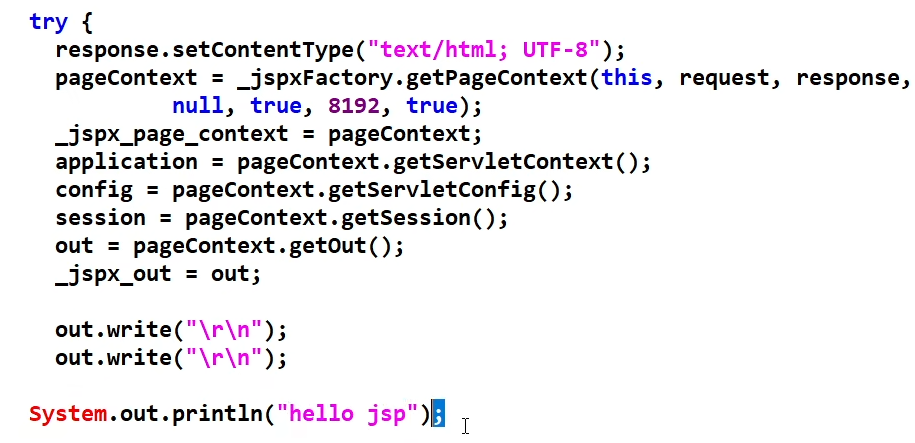 try {
response.setContentType("text/html; UTF-8");
pageContext = _jspxFactory.getPageContext(this, request, response,
null, true, 8192, true);
_jspx_page_context = pageContext;
application = pageContext.getServletContext();
config = pageContext.getServletConfig();
session = pageContext.getSession();
out = pageContext.getOut();
_jspx_out = out;
out.write("\r\n");
out.write("\r\n");
System.out.println("hello jsp");